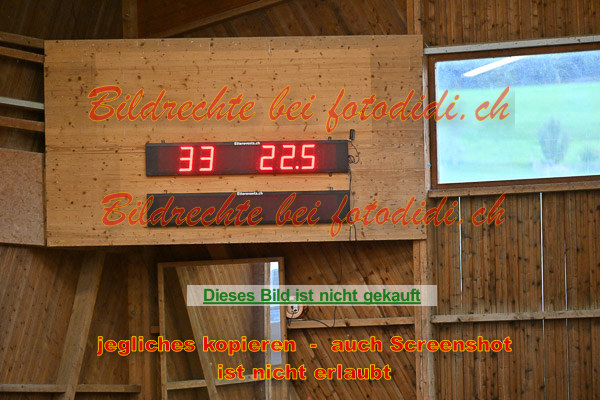 Bildrechte bei fotodidi.ch
33 22.5
Bildrechte bei fotodidi.ch
Dieses Bild ist nicht gekauft
jegliches kopieren - auch Screenshot
ist nicht erlaubt